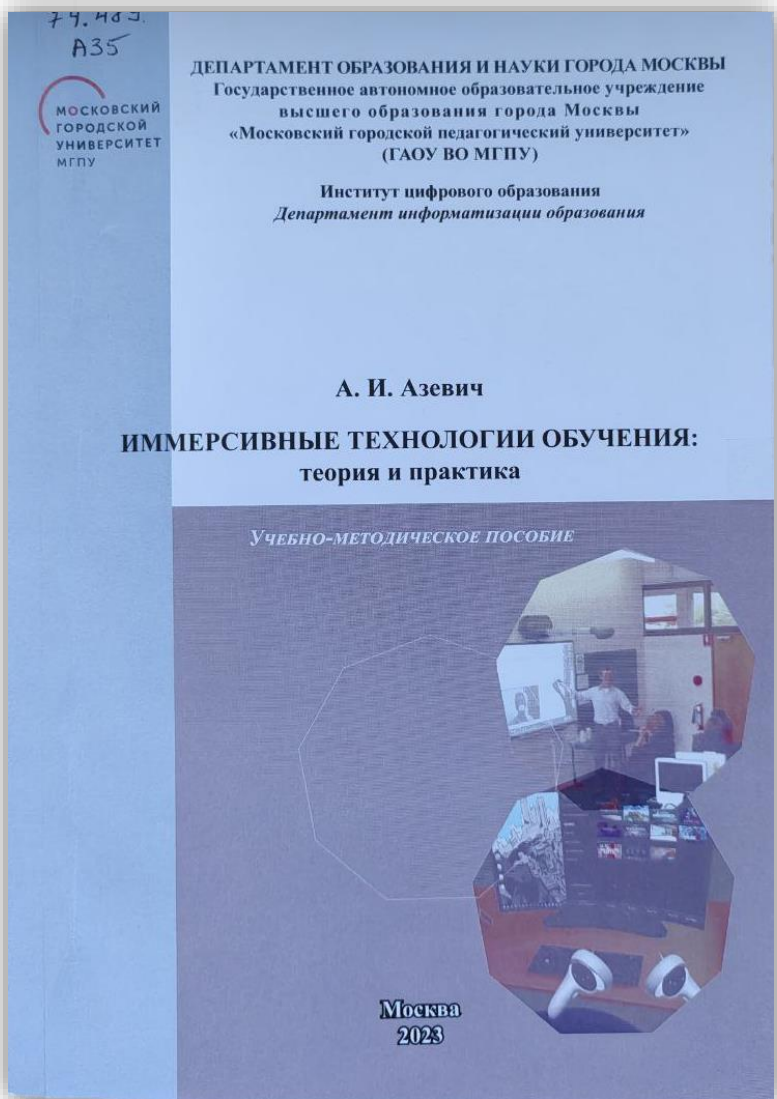 74.489.
А35
МОСКОВСКИЙ
ГОРОДСКОЙ
УНИВЕРСИТЕТ
МГПУ
ДЕПАРТАМЕНТ ОБРАЗОВАНИЯ И НАУКИ ГОРОДА МОСКВЫ
Государственное автономное образовательное учреждение
высшего образования города Москвы
«Московский городской педагогический университет»
(ГАОУ ВО МГПУ)
Институт цифрового образования
Департамент информатизации образования
А. И. Азевич
ИММЕРСИВНЫЕ ТЕХНОЛОГИИ ОБУЧЕНИЯ:
теория и практика
УЧЕБНО-МЕТОДИЧЕСКОЕ ПОСОБИЕ
Москва
2023